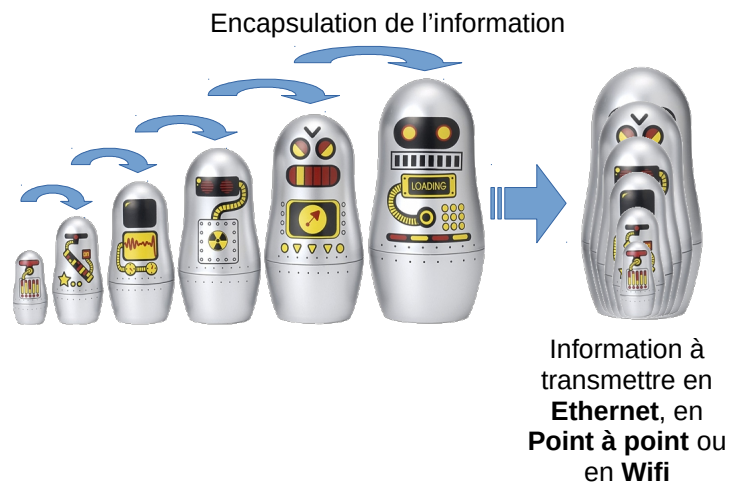 Encapsulation de l’information
LOADING
Information à
transmettre en
Ethernet, en
Point à point ou
en Wifi